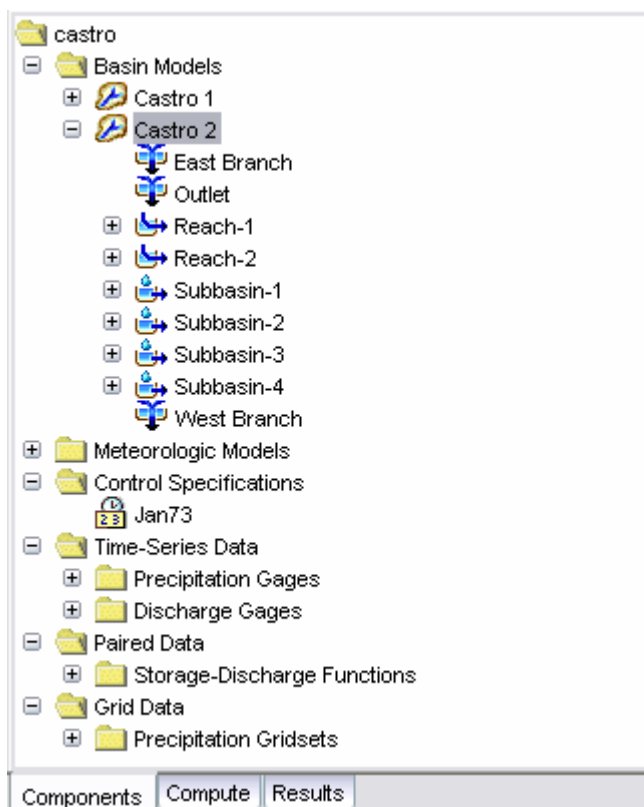 castro
Basin Models
Castro 1
Castro 2
East Branch
Outlet
Reach-1
Reach-2
Subbasin-1
Subbasin-2
Subbasin-3
Subbasin-4
West Branch
Meteorologic Models
Control Specifications
Jan73
Time-Series Data
Precipitation Gages
Discharge Gages
Paired Data
Storage-Discharge Functions
Grid Data
Precipitation Gridsets
Components Compute Results